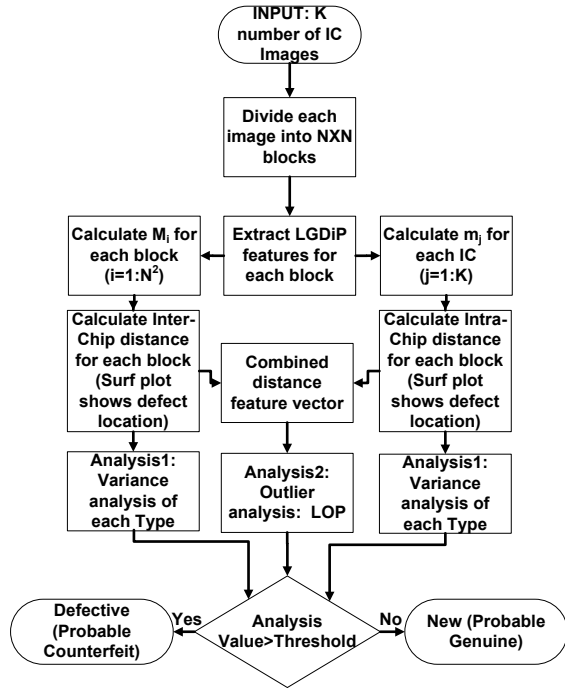 INPUT: K
number of IC
Images
Divide each
image into NXN
blocks
Calculate Mᵢ for
each block
(i=1:N²)
Extract LGDiP
features for
each block
Calculate mⱼ for
each IC
(j=1:K)
Calculate Inter-
Chip distance
for each block
(Surf plot
shows defect
location)
Combined
distance
feature vector
Calculate Intra-
Chip distance
for each block
(Surf plot
shows defect
location)
Analysis1:
Variance
analysis of
each Type
Analysis2:
Outlier
analysis: LOP
Analysis1:
Variance
analysis of
each Type
Defective
(Probable
Counterfeit)
Yes
Analysis
Value>Threshold
No
New (Probable
Genuine)